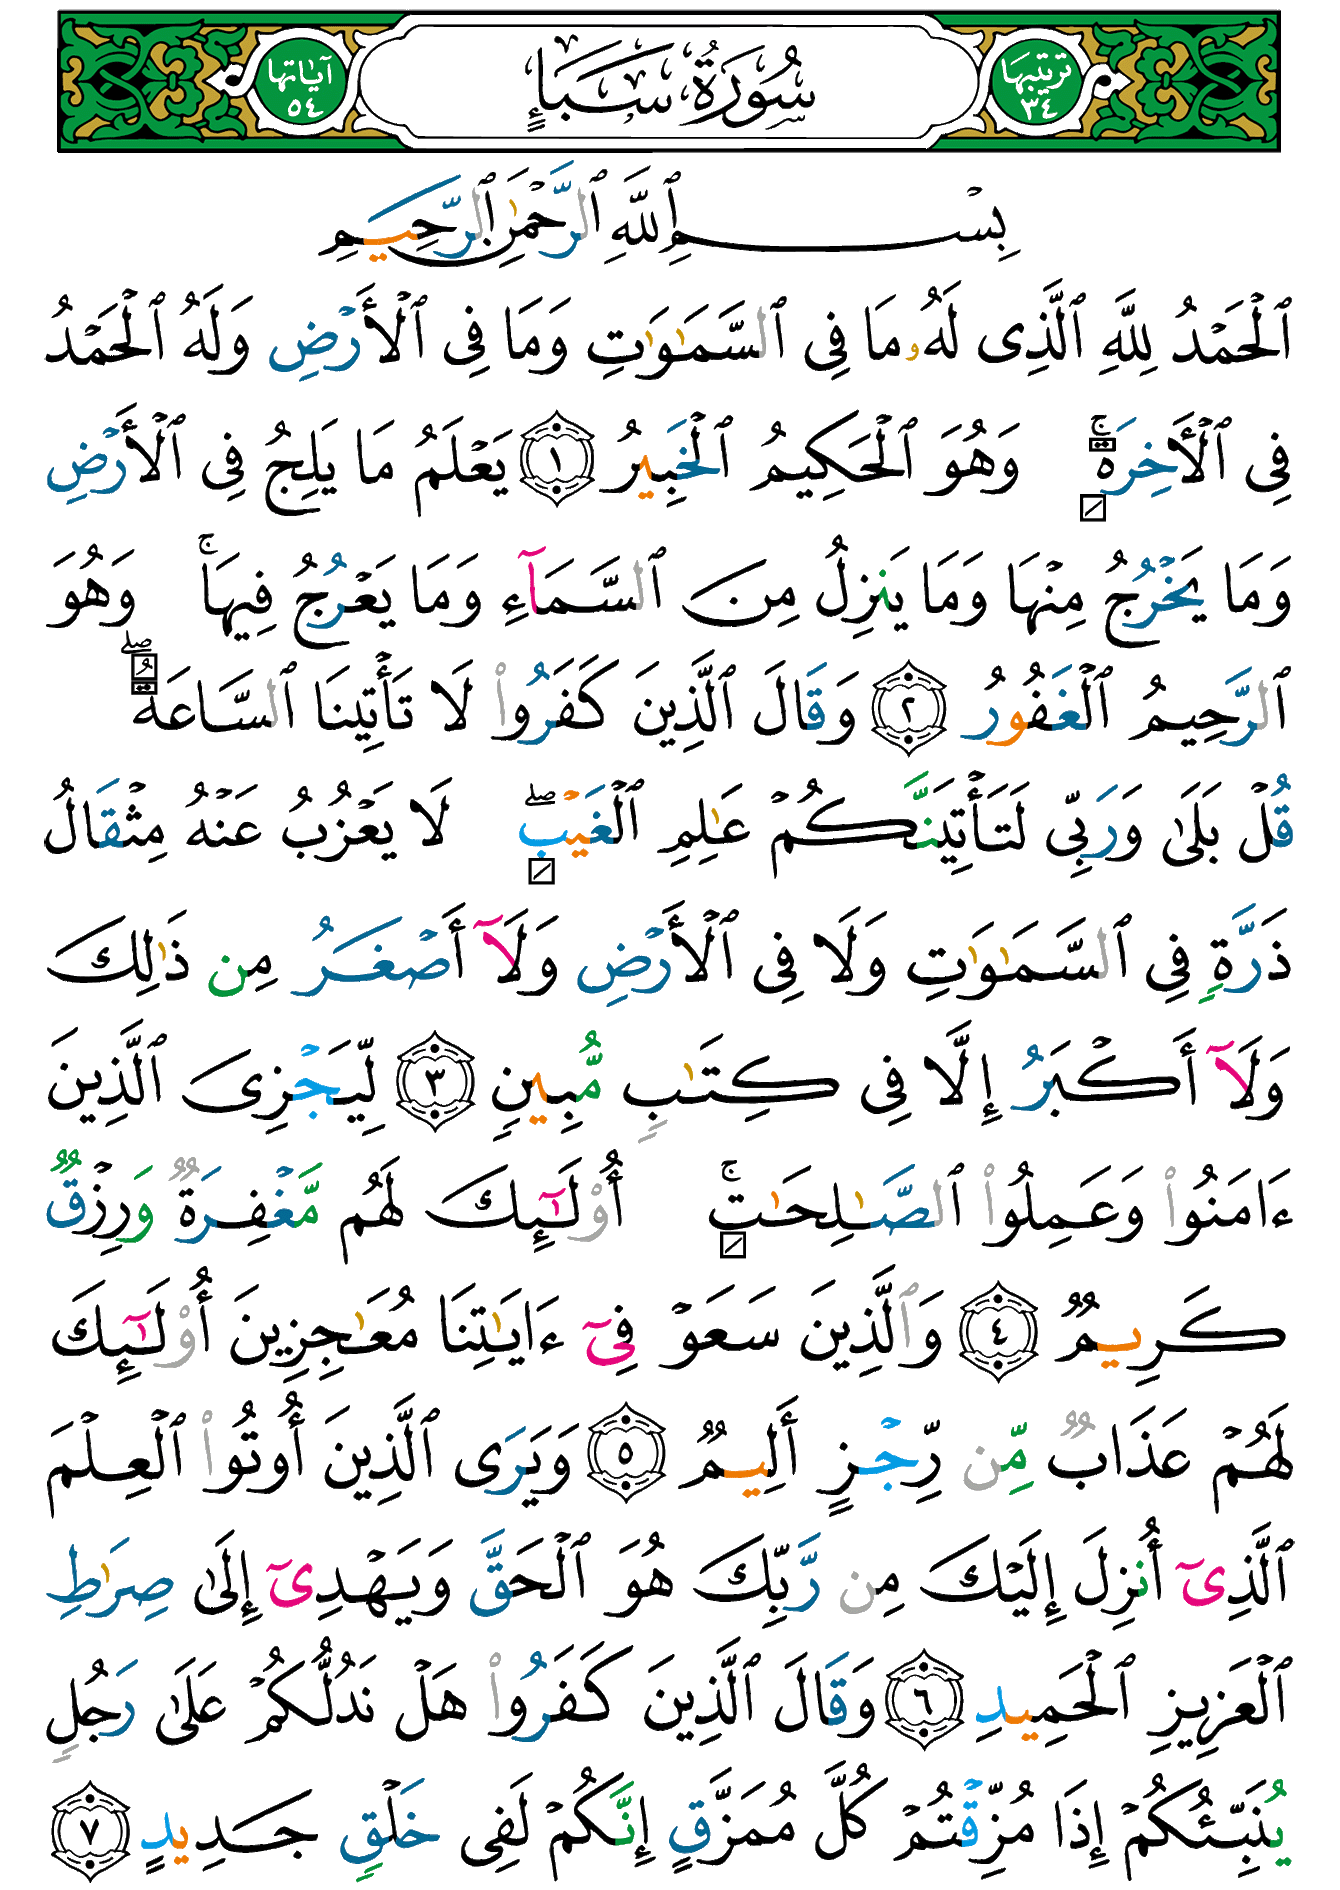 ترتيبها ٣٤ سُورَةُ سَبَإٍ آياتها ٥٤
بِسْمِ ٱللَّهِ ٱلرَّحْمَٰنِ ٱلرَّحِيمِ
ٱلْحَمْدُ لِلَّهِ ٱلَّذِى لَهُۥ مَا فِى ٱلسَّمَٰوَٰتِ وَمَا فِى ٱلْأَرْضِ وَلَهُ ٱلْحَمْدُ
فِى ٱلْأَخِرَةِ ۚ وَهُوَ ٱلْحَكِيمُ ٱلْخَبِيرُ ١ يَعْلَمُ مَا يَلِجُ فِى ٱلْأَرْضِ
وَمَا يَخْرُجُ مِنْهَا وَمَا يَنزِلُ مِنَ ٱلسَّمَآءِ وَمَا يَعْرُجُ فِيهَا ۚ وَهُوَ
ٱلرَّحِيمُ ٱلْغَفُورُ ٢ وَقَالَ ٱلَّذِينَ كَفَرُوا۟ لَا تَأْتِينَا ٱلسَّاعَةُ ۖ
قُلْ بَلَىٰ وَرَبِّى لَتَأْتِيَنَّكُمْ عَٰلِمِ ٱلْغَيْبِ ۖ لَا يَعْزُبُ عَنْهُ مِثْقَالُ
ذَرَّةٍ فِى ٱلسَّمَٰوَٰتِ وَلَا فِى ٱلْأَرْضِ وَلَآ أَصْغَرُ مِن ذَٰلِكَ
وَلَآ أَكْبَرُ إِلَّا فِى كِتَٰبٍ مُّبِينٍ ٣ لِّيَجْزِىَ ٱلَّذِينَ
ءَامَنُوا۟ وَعَمِلُوا۟ ٱلصَّٰلِحَٰتِ ۚ أُو۟لَٰٓئِكَ لَهُم مَّغْفِرَةٌ وَرِزْقٌ
كَرِيمٌ ٤ وَٱلَّذِينَ سَعَوْ فِىٓ ءَايَٰتِنَا مُعَٰجِزِينَ أُو۟لَٰٓئِكَ
لَهُمْ عَذَابٌ مِّن رِّجْزٍ أَلِيمٌ ٥ وَيَرَى ٱلَّذِينَ أُوتُوا۟ ٱلْعِلْمَ
ٱلَّذِىٓ أُنزِلَ إِلَيْكَ مِن رَّبِّكَ هُوَ ٱلْحَقَّ وَيَهْدِىٓ إِلَىٰ صِرَٰطِ
ٱلْعَزِيزِ ٱلْحَمِيدِ ٦ وَقَالَ ٱلَّذِينَ كَفَرُوا۟ هَلْ نَدُلُّكُمْ عَلَىٰ رَجُلٍ
يُنَبِّئُكُمْ إِذَا مُزِّقْتُمْ كُلَّ مُمَزَّقٍ إِنَّكُمْ لَفِى خَلْقٍ جَدِيدٍ ٧